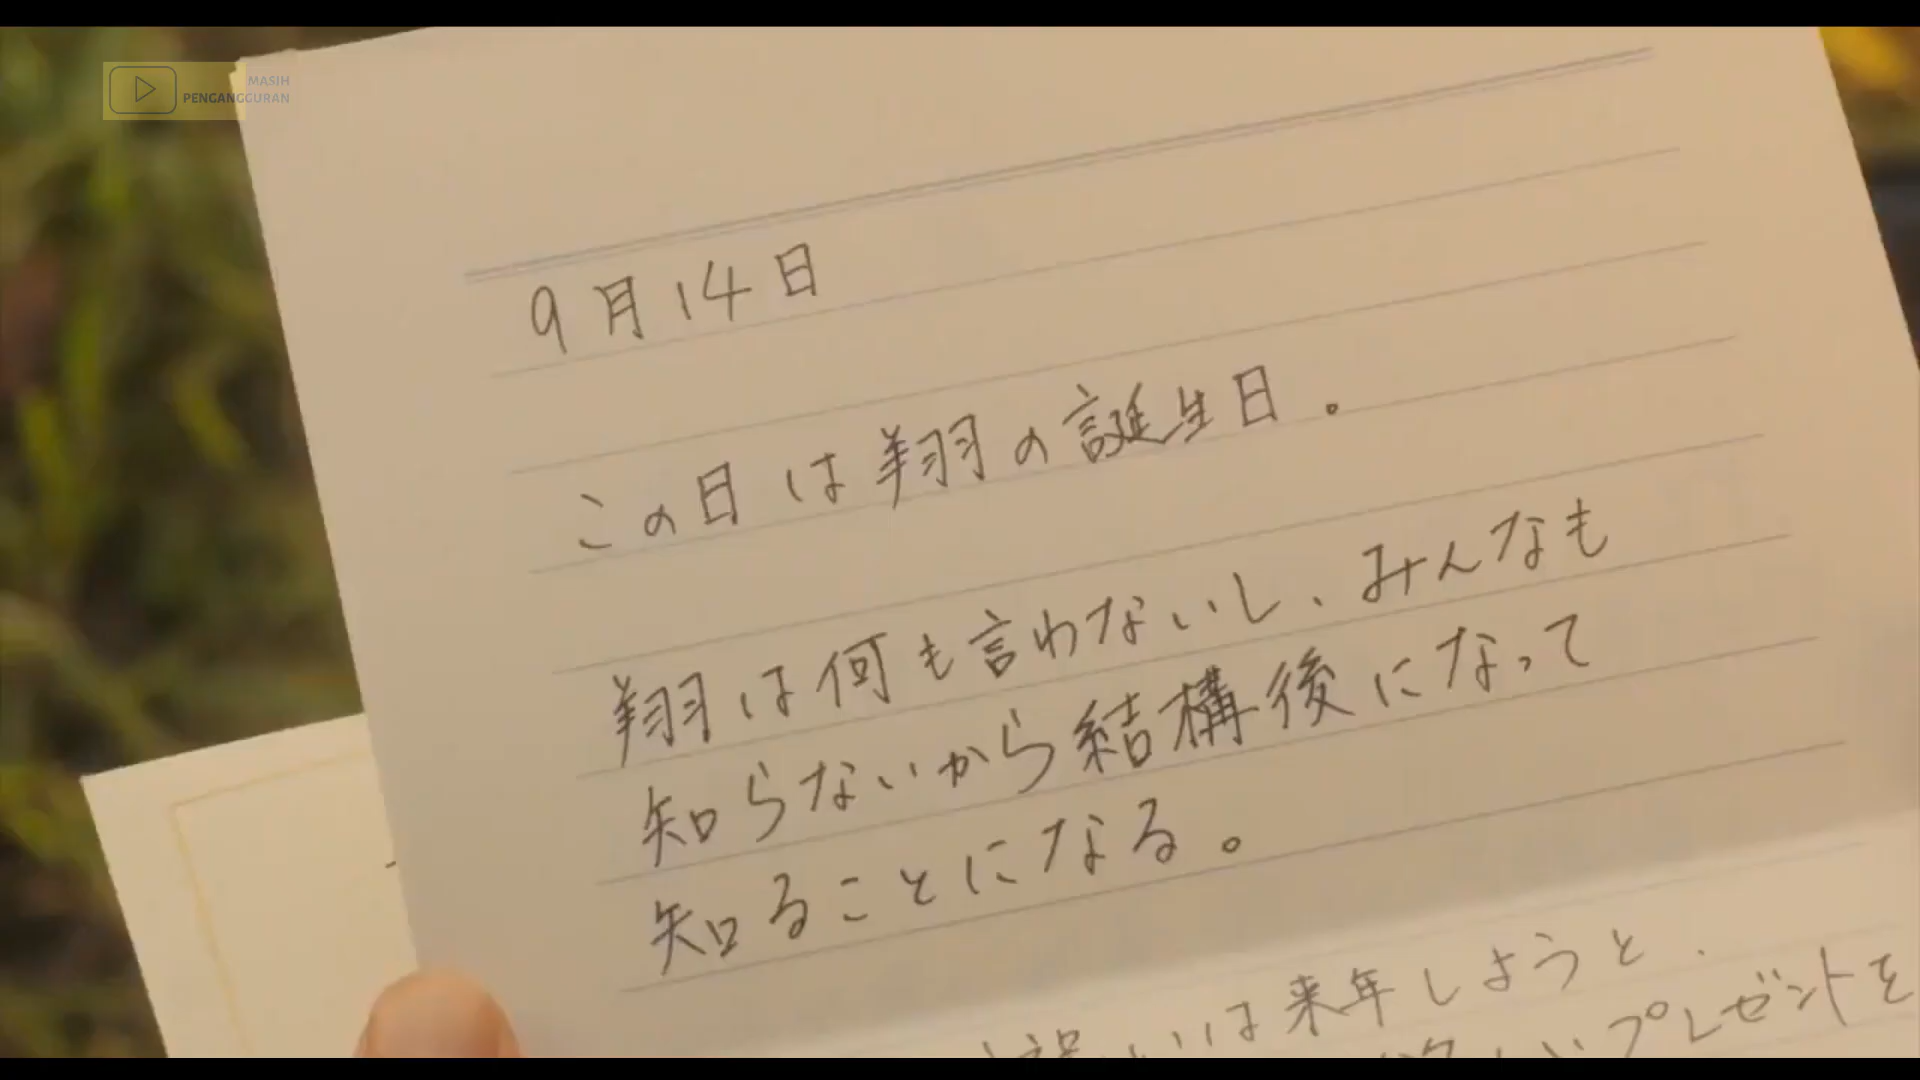 MASIH
PENGANGGURAN
9月14日
この日は翔の誕生日。
翔は何も言わないし、みんなも
知らないから結構後になって
知ることになる。
いは来年しようと、
プレゼントを